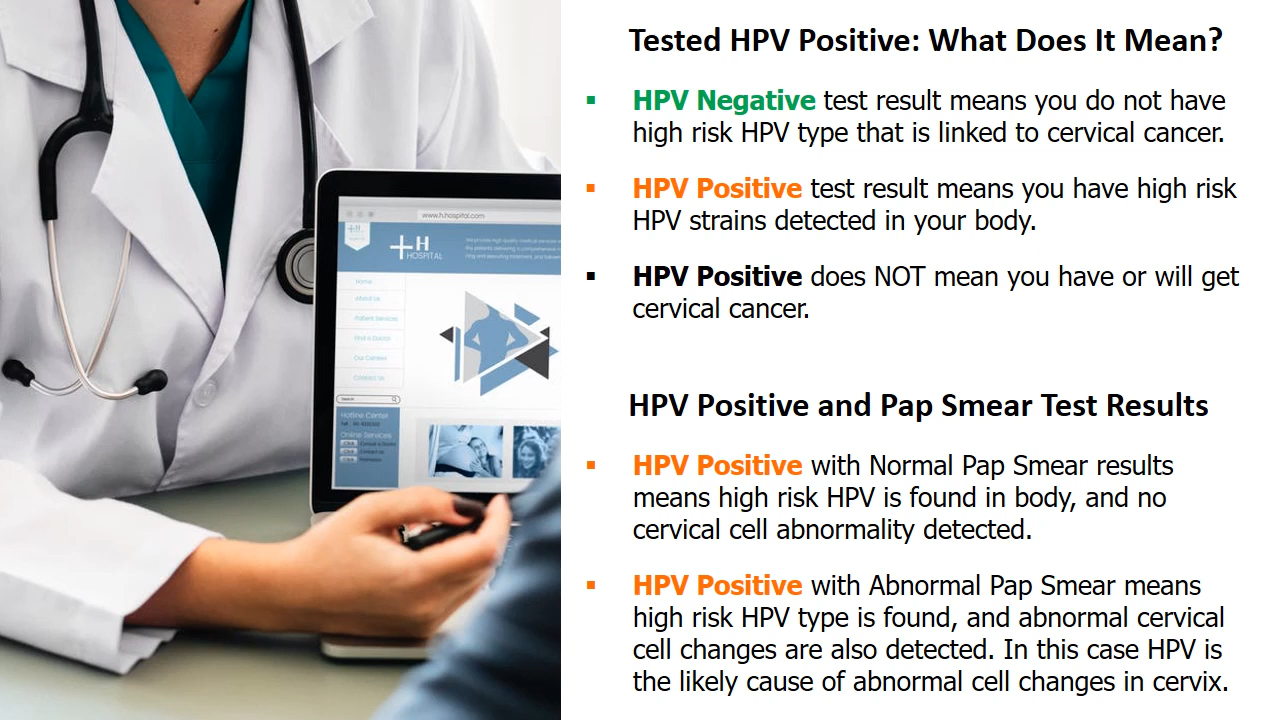 Tested HPV Positive: What Does It Mean?
HPV Negative test result means you do not have
high risk HPV type that is linked to cervical cancer.
HPV Positive test result means you have high risk
HPV strains detected in your body.
HPV Positive does NOT mean you have or will get
cervical cancer.
HPV Positive and Pap Smear Test Results
HPV Positive with Normal Pap Smear results
means high risk HPV is found in body, and no
cervical cell abnormality detected.
HPV Positive with Abnormal Pap Smear means
high risk HPV type is found, and abnormal cervical
cell changes are also detected. In this case HPV is
the likely cause of abnormal cell changes in cervix.
www.h.hospital.com
+H
H
HOSPITAL
Home
About Us
Patient Services
Find a Doctor
Our Centres
Contact Us
Search
Hotline Center
Online Services
Click
Click Contact Us
Click